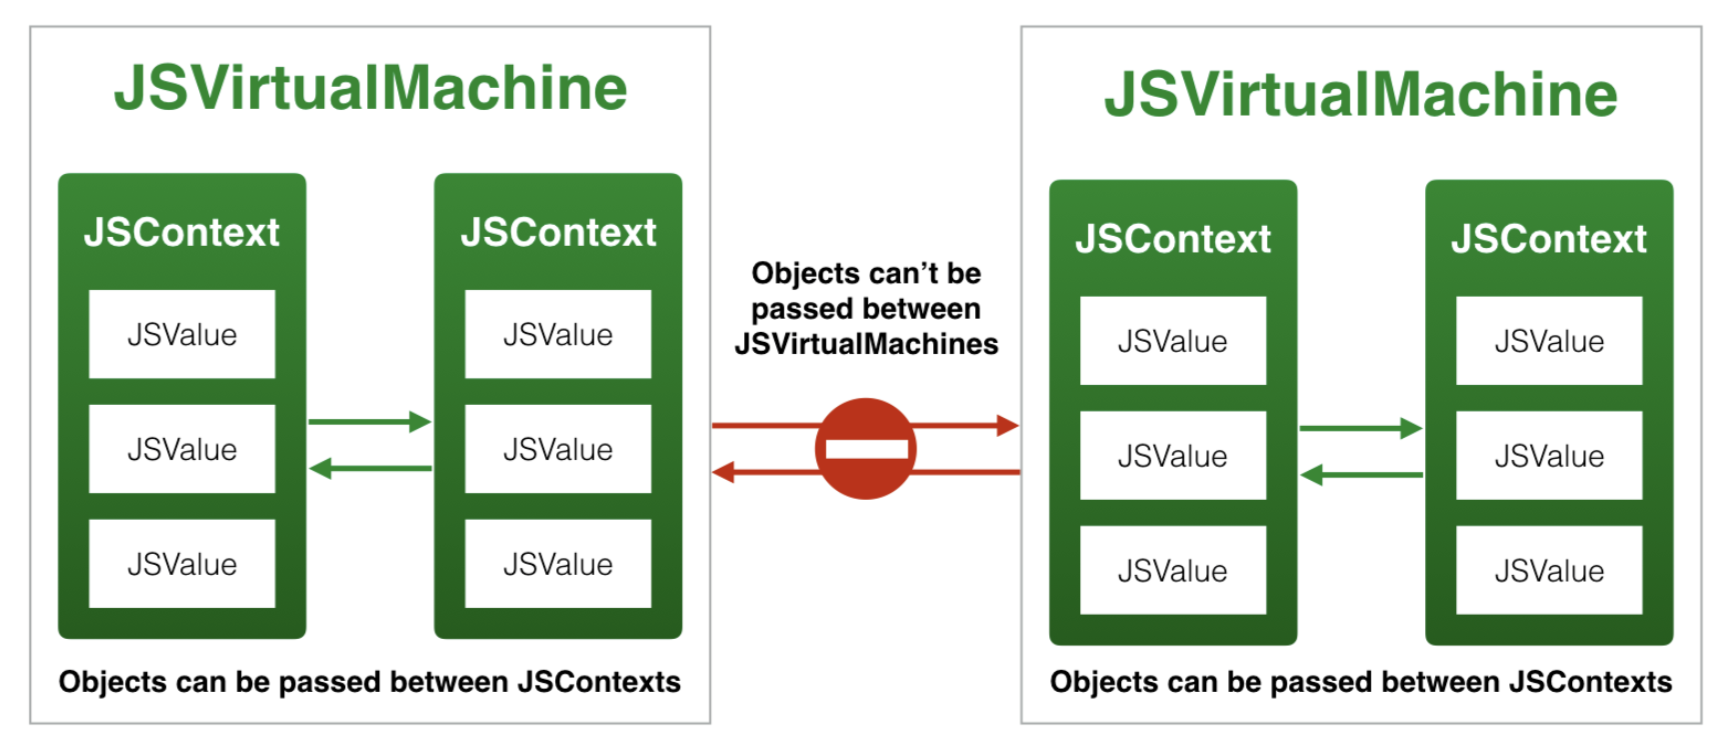 JSVirtualMachine
JSContext
JSValue
JSValue
JSValue
JSContext
JSValue
JSValue
JSValue
Objects can be passed between JSContexts
Objects can’t be
passed between
JSVirtualMachines
JSVirtualMachine
JSContext
JSValue
JSValue
JSValue
JSContext
JSValue
JSValue
JSValue
Objects can be passed between JSContexts